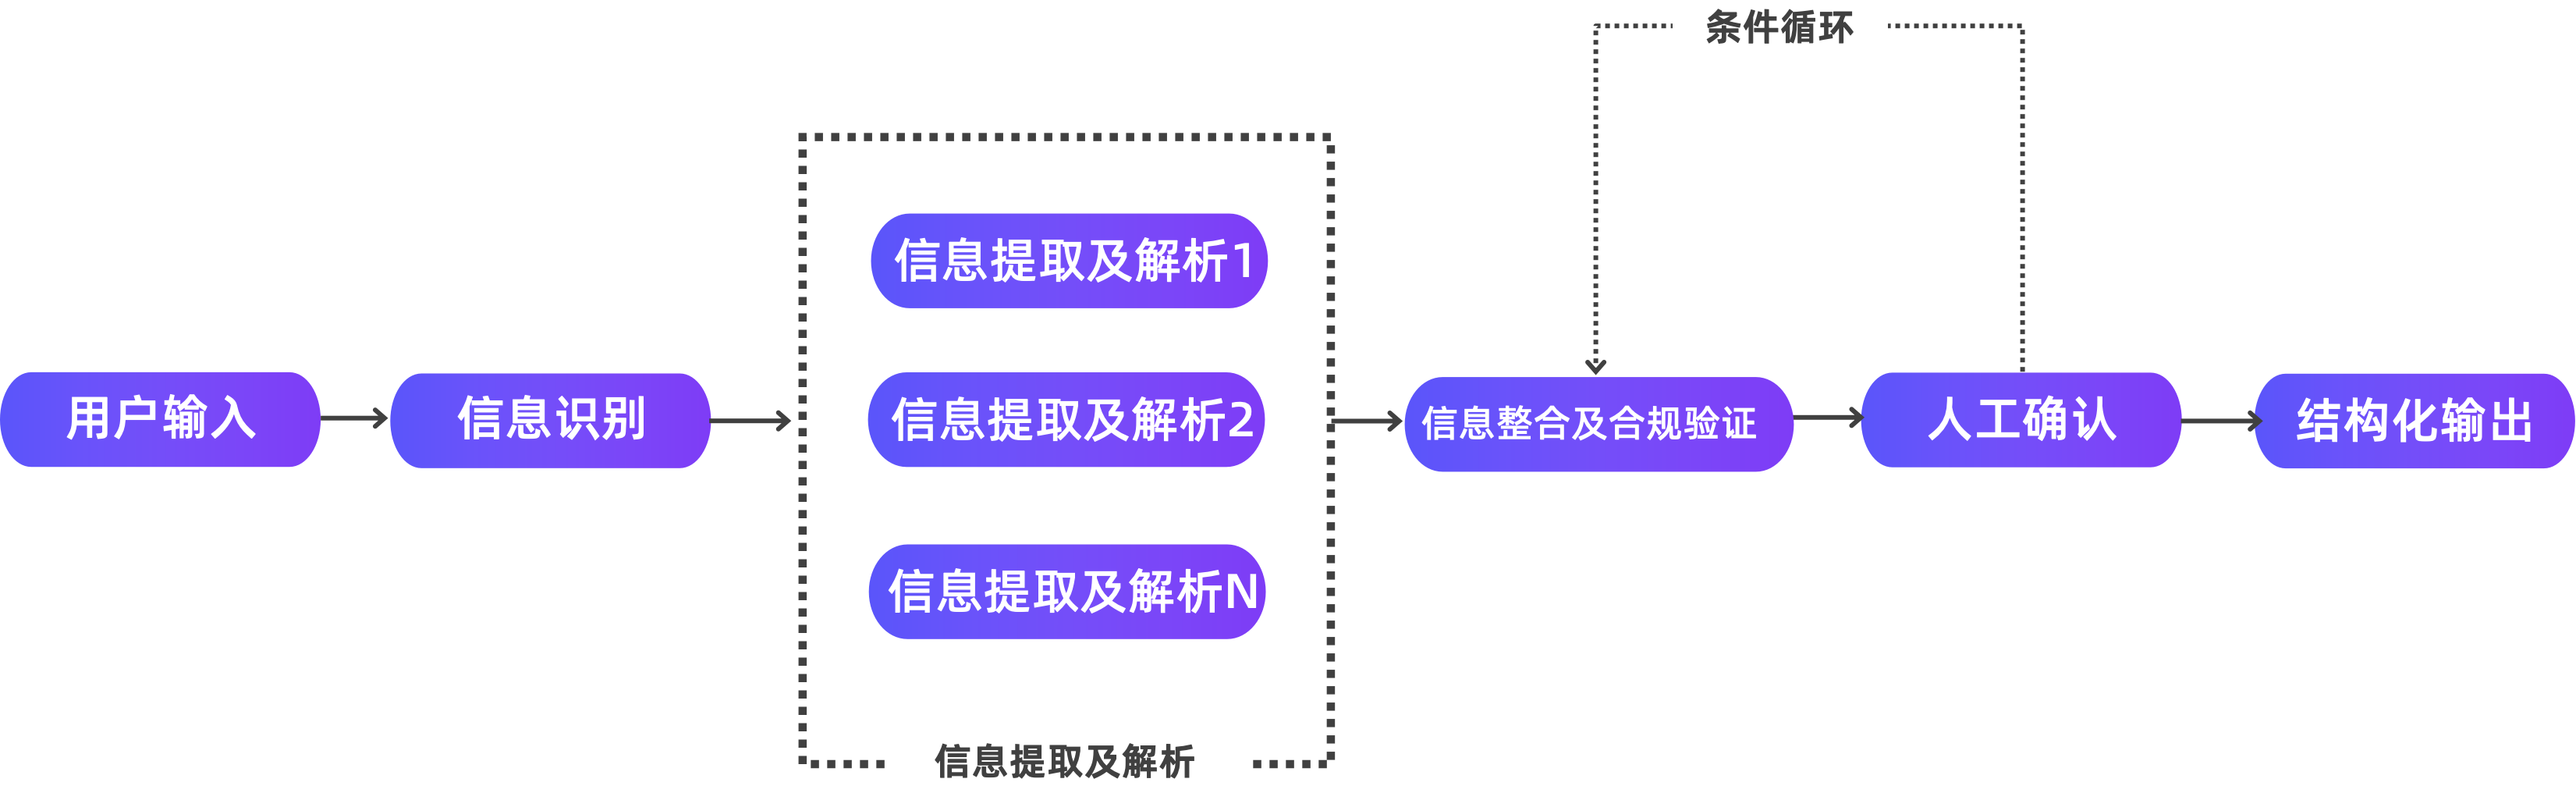 条件循环
用户输入
信息识别
信息提取及解析1
信息提取及解析2
信息提取及解析N
信息提取及解析
信息整合及合规验证
人工确认
结构化输出